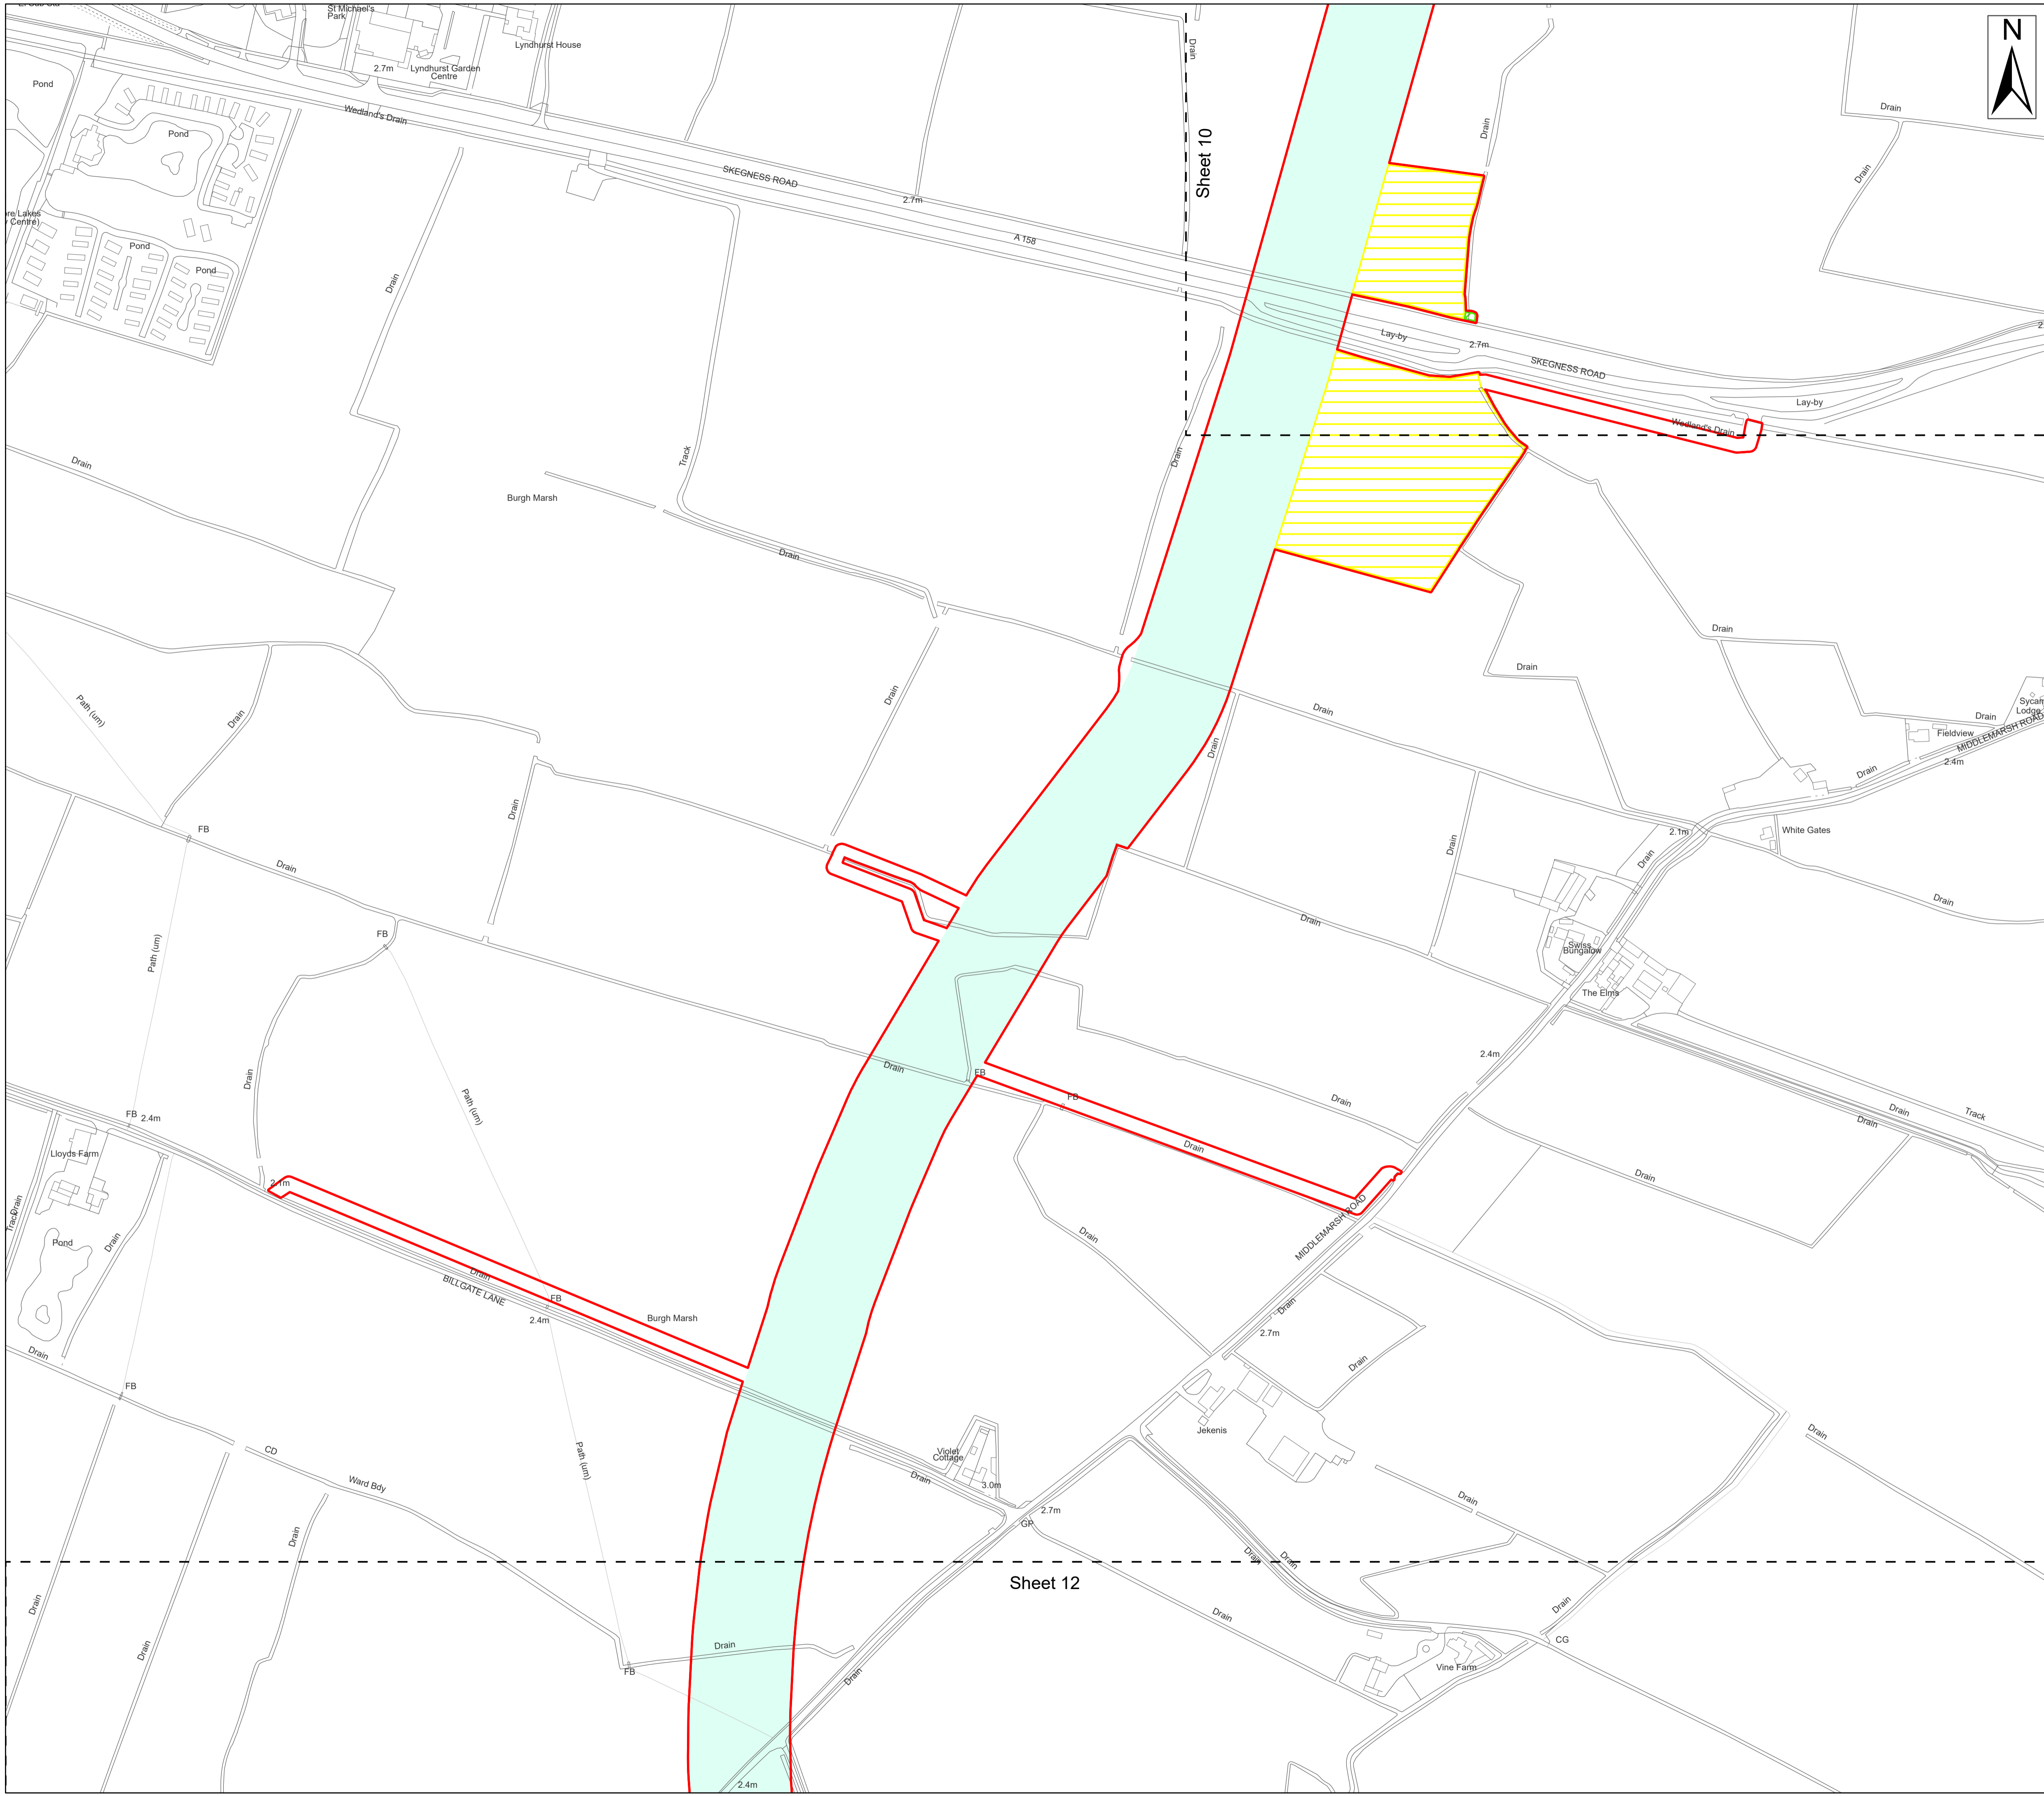 St Michael's
Park
Lyndhurst House
Lyndhurst Garden
Centre
2.7m
Pond
Wedland's Drain
Pond
SKEGNESS ROAD
2.7m
A 158
Drain
Sheet 10
Drain
Drain
Drain
N
Pond
Pond
Drain
Lay-by
2.7m
SKEGNESS ROAD
Lay-by
Wedland's Drain
Drain
Track
Burgh Marsh
Drain
Drain
Drain
Drain
Drain
Path (um)
Drain
Drain
Drain
Drain
Drain
Lodge
Fieldview
MIDDLEMARSH ROAD
2.4m
Drain
White Gates
2.1m
Drain
Drain
Drain
Drain
FB
Drain
Drain
Swiss
Bungalow
The Elms
FB
Path (um)
2.4m
Drain
Drain
FB
FB
Drain
Drain
Track
Drain
Path (um)
FB
2.4m
Lloyds Farm
Drain
Drain
2.1m
Drain
Track
Pond
Drain
MIDDLEMARSH ROAD
Drain
Drain
BILLGATE LANE
FB
2.4m
Burgh Marsh
Drain
2.7m
Drain
Drain
FB
Jekenis
Drain
CD
Ward Bdy
Path (um)
Violet
Cottage
Drain
3.0m
2.7m
GP
Drain
Drain
Drain
Drain
Sheet 12
Drain
Drain
Drain
Drain
Drain
FB
Drain
CG
Vine Farm
2.4m